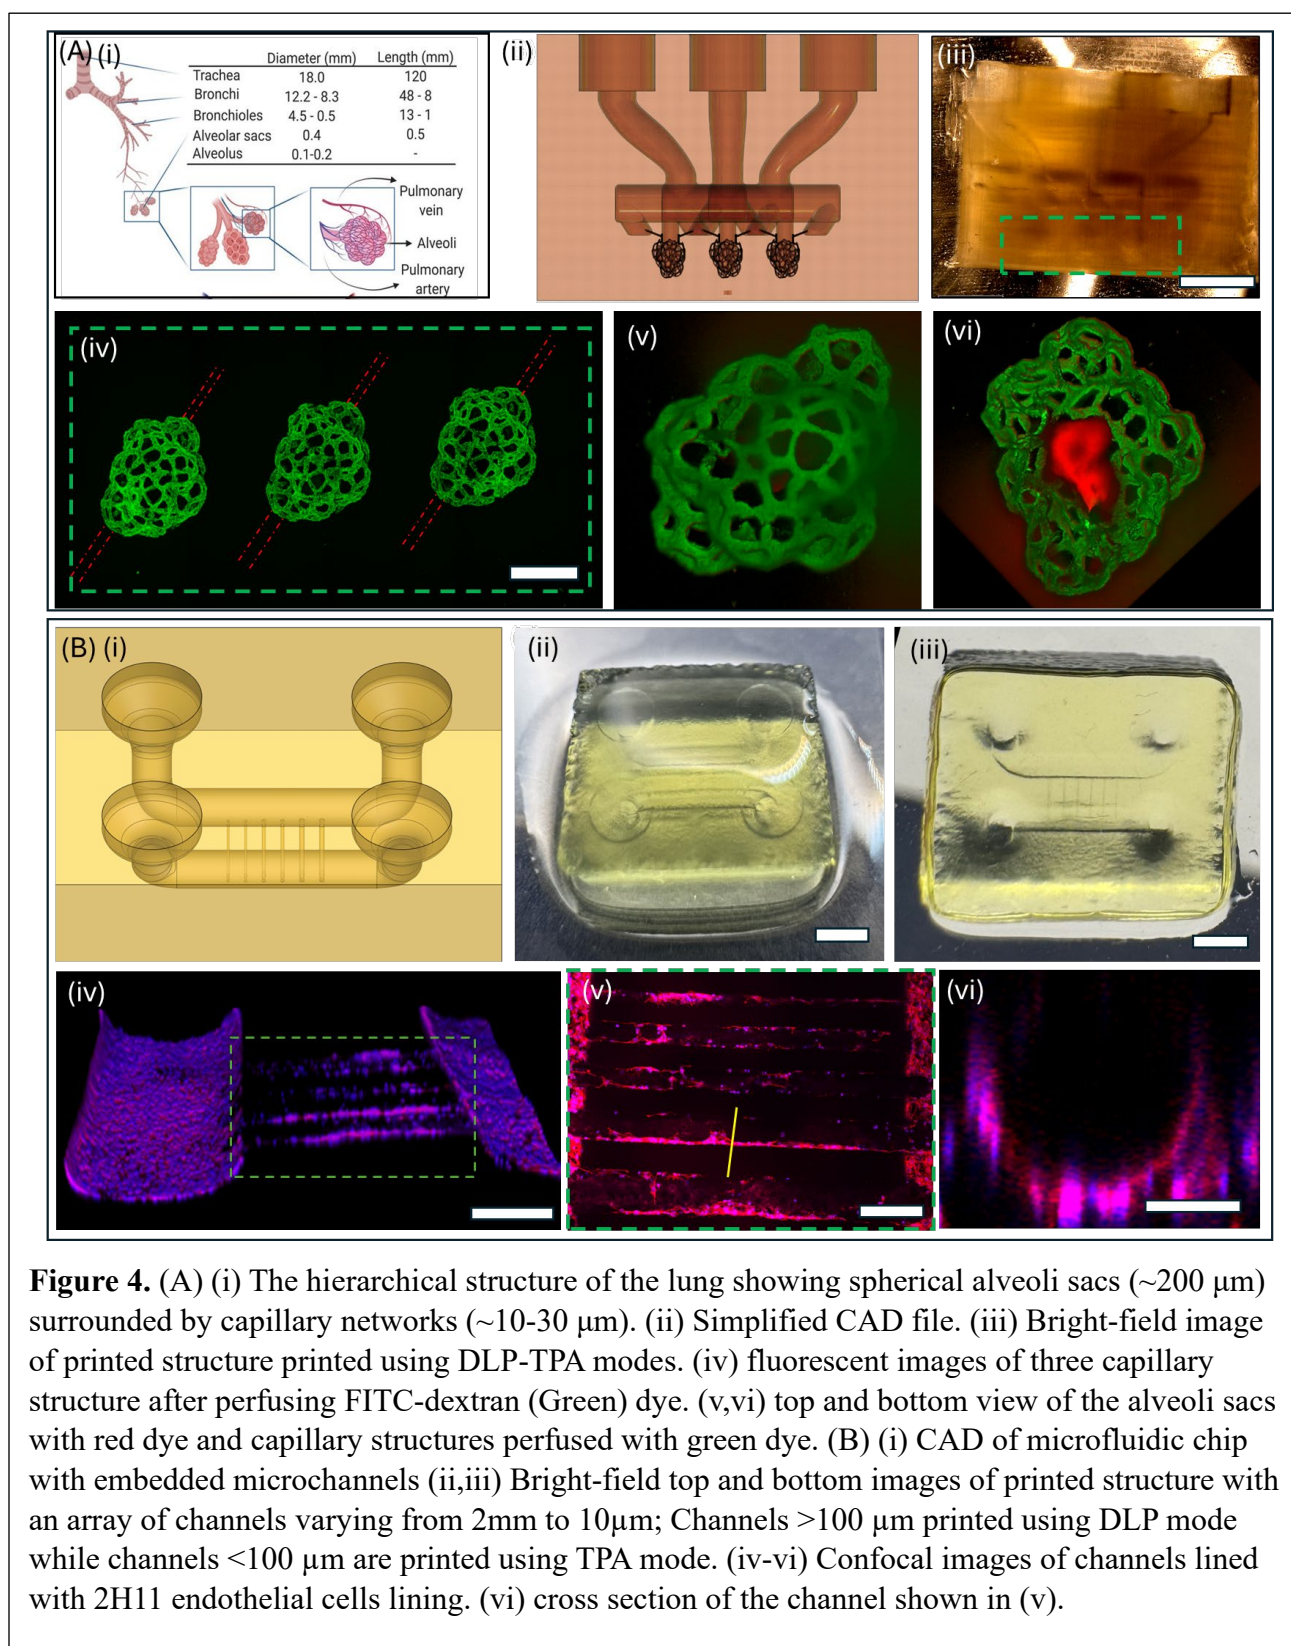 (A) (i)
Diameter (mm) Length (mm)
Trachea 18.0 120
Bronchi 12.2 - 8.3 48 - 8
Bronchioles 4.5 - 0.5 13 - 1
Alveolar sacs 0.4 0.5
Alveolus 0.1-0.2 -
Pulmonary
vein
Alveoli
Pulmonary
artery
(ii)
(iii)
(iv)
(v)
(vi)
(B) (i)
(ii)
(iii)
(iv)
(v)
(vi)
Figure 4. (A) (i) The hierarchical structure of the lung showing spherical alveoli sacs (~200 µm)
surrounded by capillary networks (~10-30 µm). (ii) Simplified CAD file. (iii) Bright-field image
of printed structure printed using DLP-TPA modes. (iv) fluorescent images of three capillary
structure after perfusing FITC-dextran (Green) dye. (v,vi) top and bottom view of the alveoli sacs
with red dye and capillary structures perfused with green dye. (B) (i) CAD of microfluidic chip
with embedded microchannels (ii,iii) Bright-field top and bottom images of printed structure with
an array of channels varying from 2mm to 10µm; Channels >100 µm printed using DLP mode
while channels <100 µm are printed using TPA mode. (iv-vi) Confocal images of channels lined
with 2H11 endothelial cells lining. (vi) cross section of the channel shown in (v).